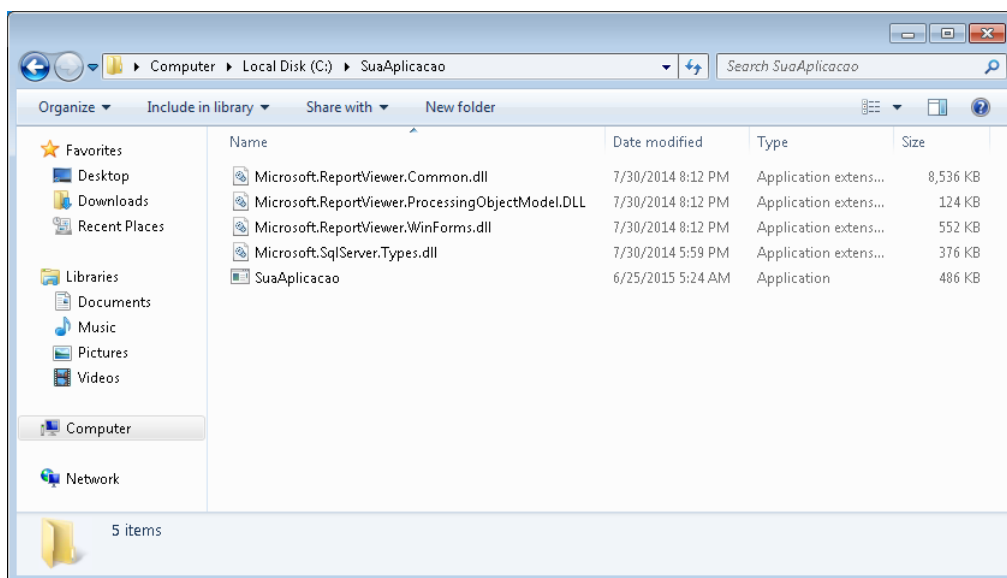 Computer Local Disk (C:) SuaAplicacao Search SuaAplicacao
Organize Include in library Share with New folder
Favorites
Desktop
Downloads
Recent Places
Libraries
Documents
Music
Pictures
Videos
Computer
Network
Name Date modified Type Size
Microsoft.ReportViewer.Common.dll 7/30/2014 8:12 PM Application extens... 8,536 KB
Microsoft.ReportViewer.ProcessingObjectModel.DLL 7/30/2014 8:12 PM Application extens... 124 KB
Microsoft.ReportViewer.WinForms.dll 7/30/2014 8:12 PM Application extens... 552 KB
Microsoft.SqlServer.Types.dll 7/30/2014 5:59 PM Application extens... 376 KB
SuaAplicacao 6/25/2015 5:24 AM Application 486 KB
5 items